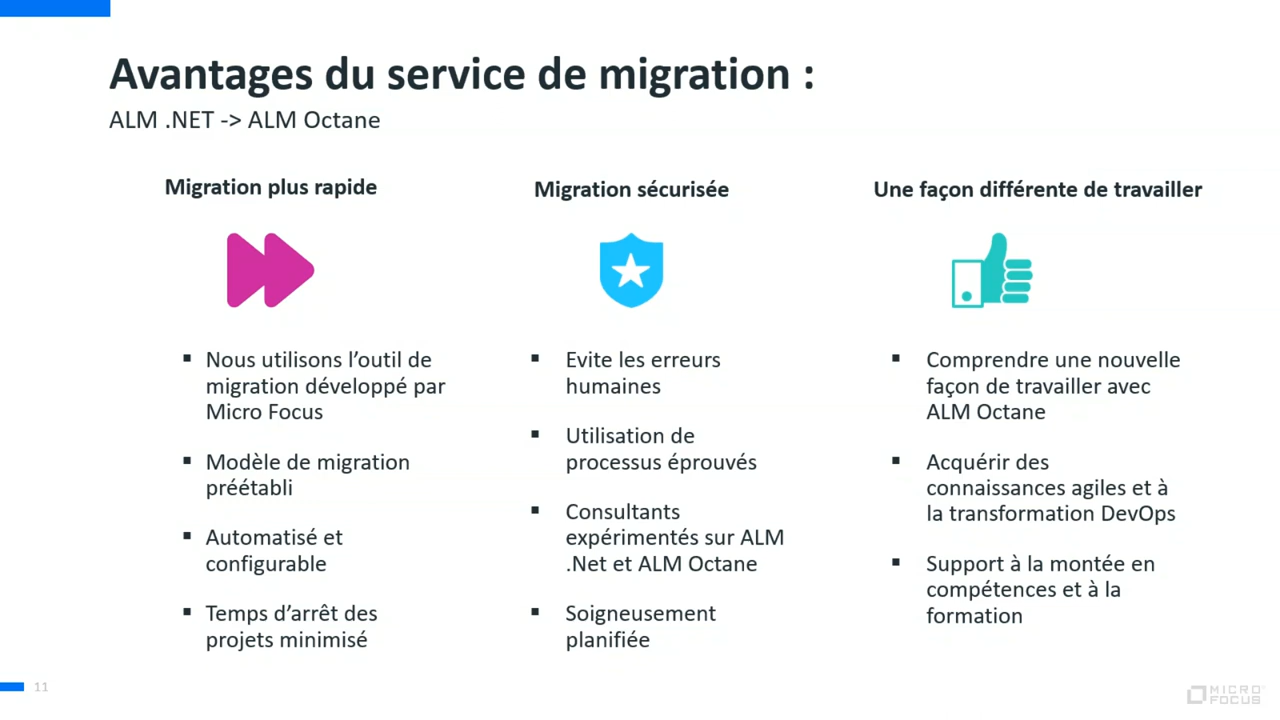 Avantages du service de migration :
ALM .NET -> ALM Octane
Migration plus rapide
Nous utilisons l’outil de
migration développé par
Micro Focus
Modèle de migration
préétabli
Automatisé et
configurable
Temps d’arrêt des
projets minimisé
Migration sécurisée
Evite les erreurs
humaines
Utilisation de
processus éprouvés
Consultants
expérimentés sur ALM
.Net et ALM Octane
Soigneusement
planifiée
Une façon différente de travailler
Comprendre une nouvelle
façon de travailler avec
ALM Octane
Acquérir des
connaissances agiles et à
la transformation DevOps
Support à la montée en
compétences et à la
formation
11
MICRO
FOCUS